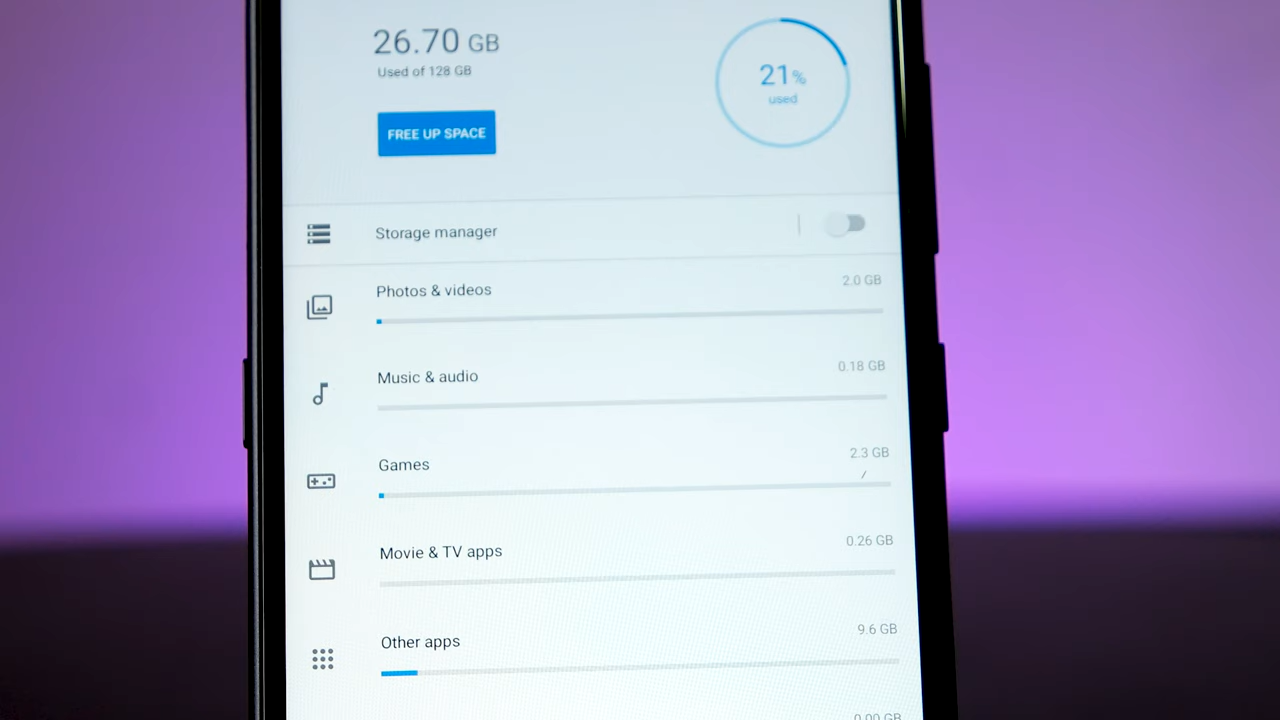 26.70 GB
Used of 128 GB
21%
used
FREE UP SPACE
Storage manager
Photos & videos
2.0 GB
Music & audio
0.18 GB
Games
2.3 GB
Movie & TV apps
0.26 GB
Other apps
9.6 GB